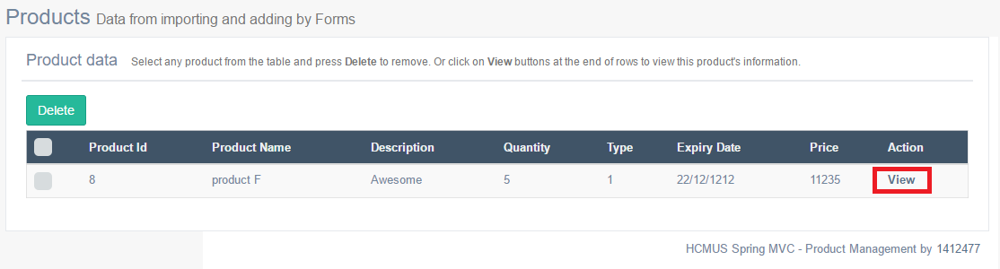 Products Data from importing and adding by Forms
Product data Select any product from the table and press Delete to remove. Or click on View buttons at the end of rows to view this product's information.
Delete
Product Id Product Name Description Quantity Type Expiry Date Price Action
8 product F Awesome 5 1 22/12/1212 11235 View
HCMUS Spring MVC - Product Management by 1412477